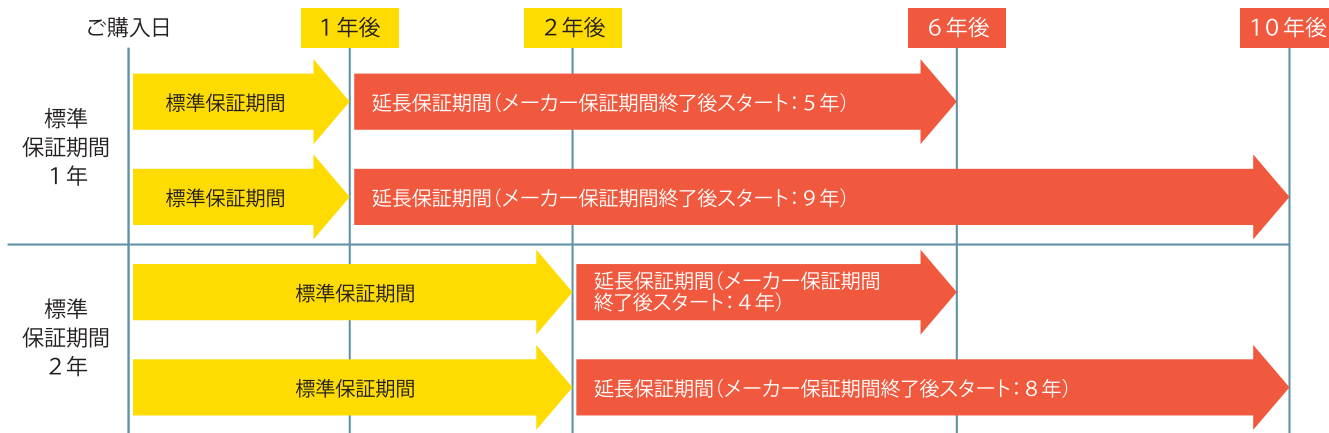 ご購入日
1年後
2年後
6年後
10年後
標準
保証期間
1年
標準保証期間
延長保証期間(メーカー保証期間終了後スタート:5年)
標準保証期間
延長保証期間(メーカー保証期間終了後スタート:9年)
標準
保証期間
2年
標準保証期間
延長保証期間(メーカー保証期間
終了後スタート:4年)
標準保証期間
延長保証期間(メーカー保証期間終了後スタート:8年)